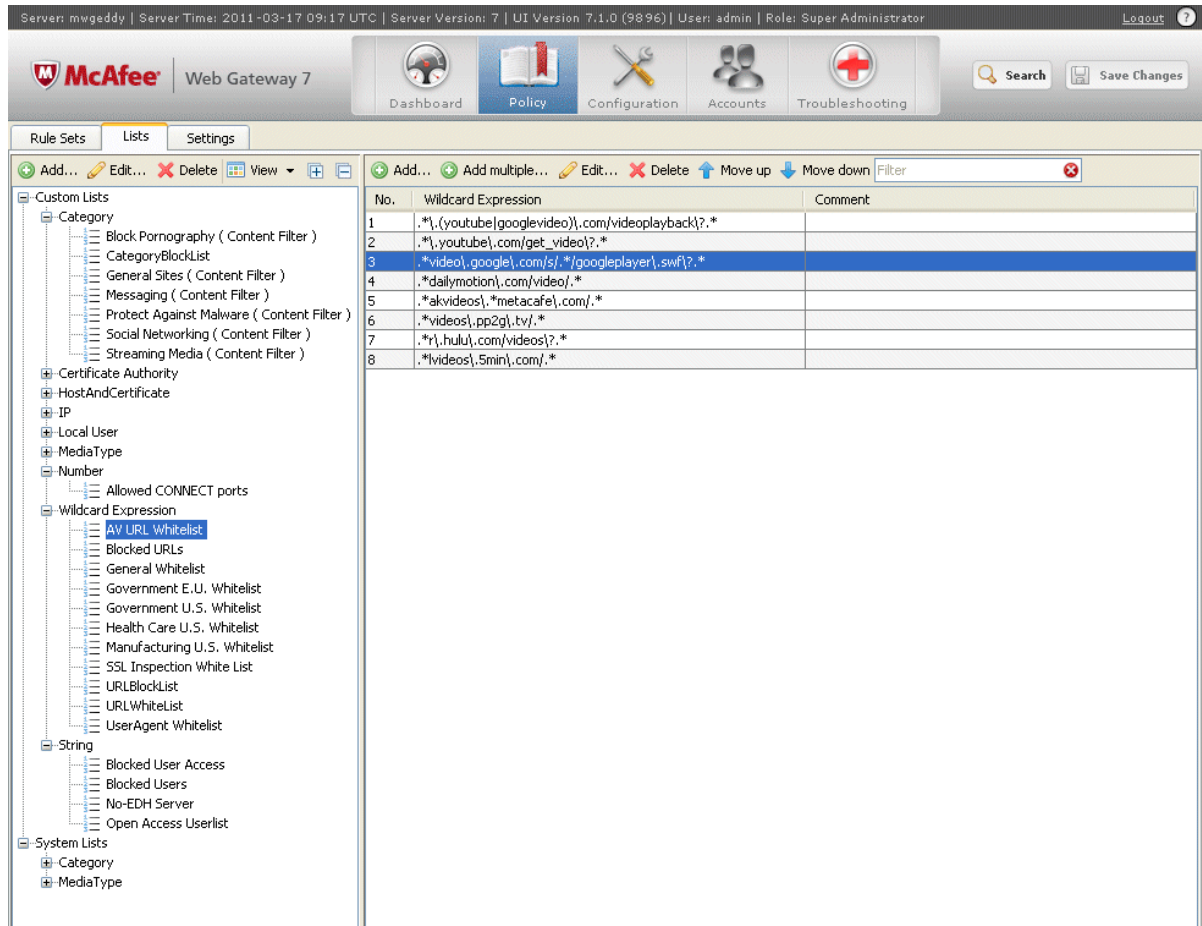 Server: mwgeddy | Server Time: 2011-03-17 09:17 UTC | Server Version: 7 | UI Version 7.1.0 (9896)| User: admin | Role: Super Administrator
Logout ?
McAfee Web Gateway 7
Dashboard Policy Configuration Accounts Troubleshooting
Search Save Changes
Rule Sets Lists Settings
Add... Edit... Delete View
Add... Add multiple... Edit... Delete Move up Move down Filter
Custom Lists
Category
Block Pornography ( Content Filter )
CategoryBlockList
General Sites ( Content Filter )
Messaging ( Content Filter )
Protect Against Malware ( Content Filter )
Social Networking ( Content Filter )
Streaming Media ( Content Filter )
Certificate Authority
HostAndCertificate
IP
Local User
MediaType
Number
Allowed CONNECT ports
Wildcard Expression
AV URL Whitelist
Blocked URLs
General Whitelist
Government E.U. Whitelist
Government U.S. Whitelist
Health Care U.S. Whitelist
Manufacturing U.S. Whitelist
SSL Inspection White List
URLBlockList
URLWhiteList
UserAgent Whitelist
String
Blocked User Access
Blocked Users
No-EDH Server
Open Access Userlist
System Lists
Category
MediaType
No. Wildcard Expression Comment
1 .*\.(youtube|googlevideo)\.com/videoplayback\?.*
2 .*\.youtube\.com/get_video\?.*
3 .*video\.google\.com/s/.*/googleplayer\.swf\?.*
4 .*dailymotion\.com/video/.*
5 .*akvideos\.*metacafe\.com/.*
6 .*videos\.pp2g\.tv/.*
7 .*r\.hulu\.com/videos\?.*
8 .*lvideos\.5min\.com/.*